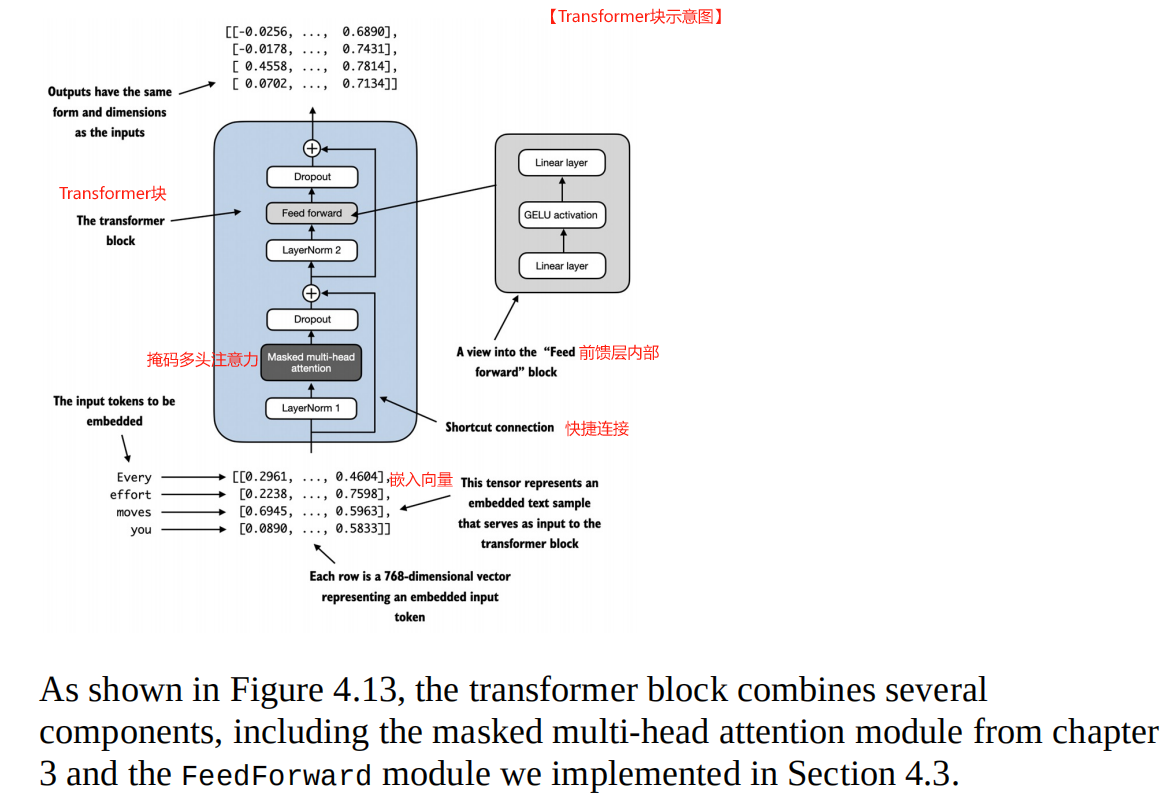 【Transformer块示意图】
[[-0.0256, ..., 0.6890],
[-0.0178, ..., 0.7431],
[ 0.4558, ..., 0.7814],
[ 0.0702, ..., 0.7134]]
Outputs have the same
form and dimensions
as the inputs
Dropout
Feed forward
LayerNorm 2
Dropout
Masked multi-head
attention
LayerNorm 1
Transformer块
The transformer
block
掩码多头注意力
Linear layer
GELU activation
Linear layer
A view into the “Feed 前馈层内部
forward” block
Shortcut connection 快捷连接
The input tokens to be
embedded
Every [[0.2961, ..., 0.4604], 嵌入向量
effort [0.2238, ..., 0.7598],
moves [0.6945, ..., 0.5963],
you [0.0890, ..., 0.5833]]
This tensor represents an
embedded text sample
that serves as input to the
transformer block
Each row is a 768-dimensional vector
representing an embedded input
token
As shown in Figure 4.13, the transformer block combines several
components, including the masked multi-head attention module from chapter
3 and the FeedForward module we implemented in Section 4.3.